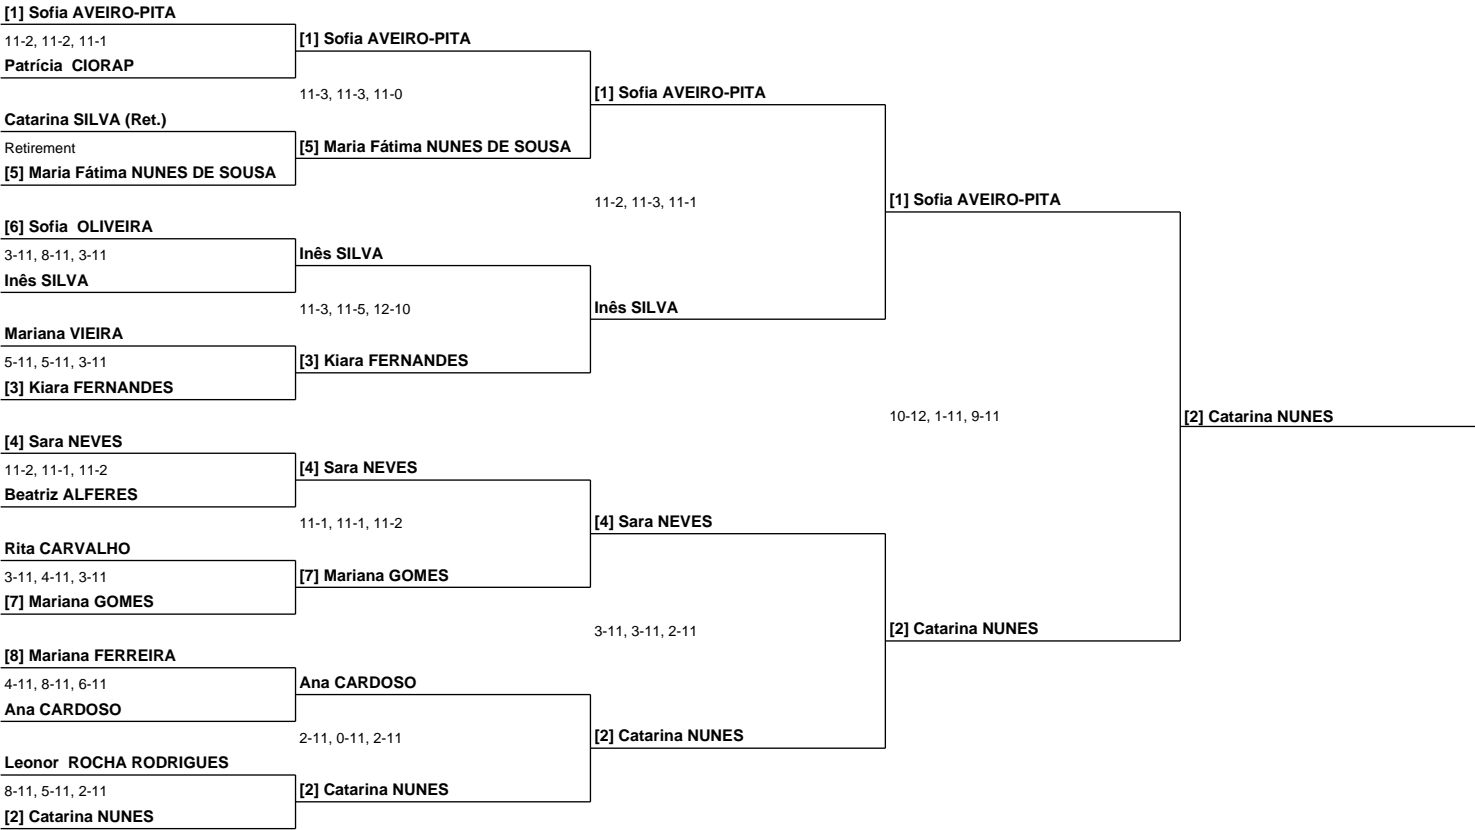 [1] Sofia AVEIRO-PITA
11-2, 11-2, 11-1
Patrícia  CIORAP
[1] Sofia AVEIRO-PITA
11-3, 11-3, 11-0
Catarina SILVA (Ret.)
Retirement
[5] Maria Fátima NUNES DE SOUSA
[5] Maria Fátima NUNES DE SOUSA
[1] Sofia AVEIRO-PITA
11-2, 11-3, 11-1
[6] Sofia  OLIVEIRA
3-11, 8-11, 3-11
Inês SILVA
Inês SILVA
11-3, 11-5, 12-10
Mariana VIEIRA
5-11, 5-11, 3-11
[3] Kiara FERNANDES
[3] Kiara FERNANDES
Inês SILVA
[1] Sofia AVEIRO-PITA
10-12, 1-11, 9-11
[2] Catarina NUNES
[4] Sara NEVES
11-2, 11-1, 11-2
Beatriz ALFERES
[4] Sara NEVES
11-1, 11-1, 11-2
Rita CARVALHO
3-11, 4-11, 3-11
[7] Mariana GOMES
[7] Mariana GOMES
[4] Sara NEVES
3-11, 3-11, 2-11
[8] Mariana FERREIRA
4-11, 8-11, 6-11
Ana CARDOSO
Ana CARDOSO
2-11, 0-11, 2-11
Leonor  ROCHA RODRIGUES
8-11, 5-11, 2-11
[2] Catarina NUNES
[2] Catarina NUNES
[2] Catarina NUNES
[2] Catarina NUNES